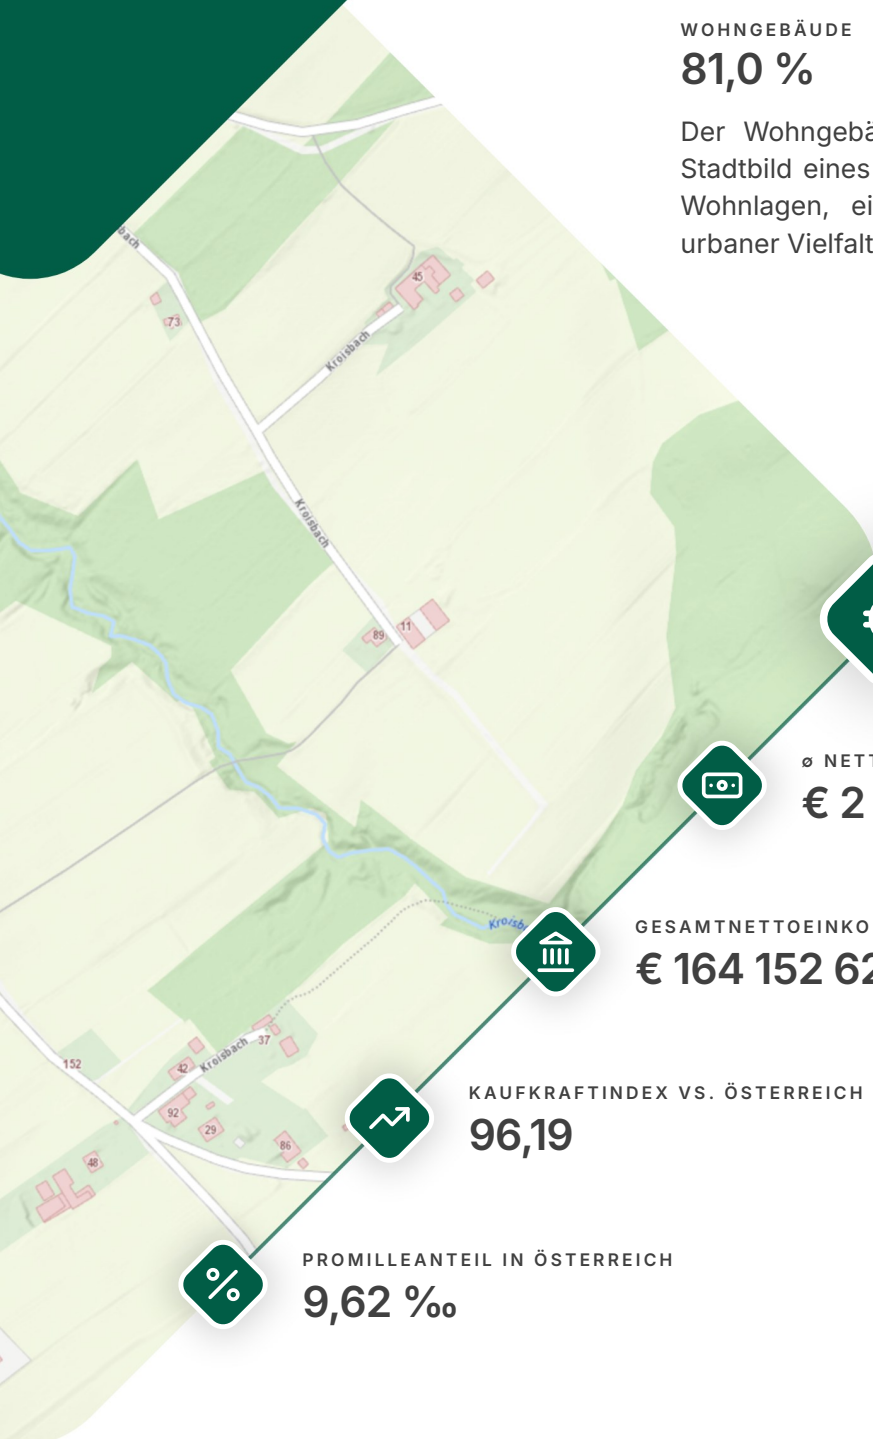 WOHNGEBÄUDE
81,0 %
Der Wohngebä
Stadtbild eines
Wohnlagen, ei
urbaner Vielfalt
bach
45
73
Kroisbach
Kroisbach
11
89
ø NETT
€ 2
Kroisb
GESAMTNETTOEINKO
€ 164 152 62
37
152
42
Kroisbach
KAUFKRAFTINDEX VS. ÖSTERREICH
96,19
92
29
86
48
PROMILLEANTEIL IN ÖSTERREICH
9,62 ‰